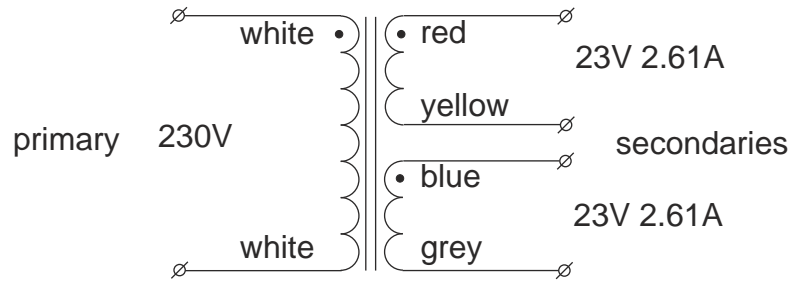 white
red
23V 2.61A
yellow
primary
230V
secondaries
blue
23V 2.61A
white
grey